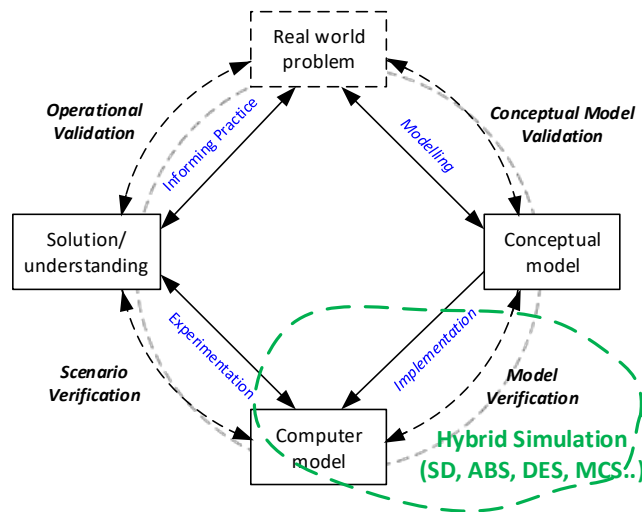 Real world
problem
Operational
Validation
Informing Practice
Modelling
Conceptual Model
Validation
Solution/
understanding
Conceptual
model
Experimentation
Implementation
Scenario
Verification
Model
Verification
Computer
model
Hybrid Simulation
(SD, ABS, DES, MCS..)